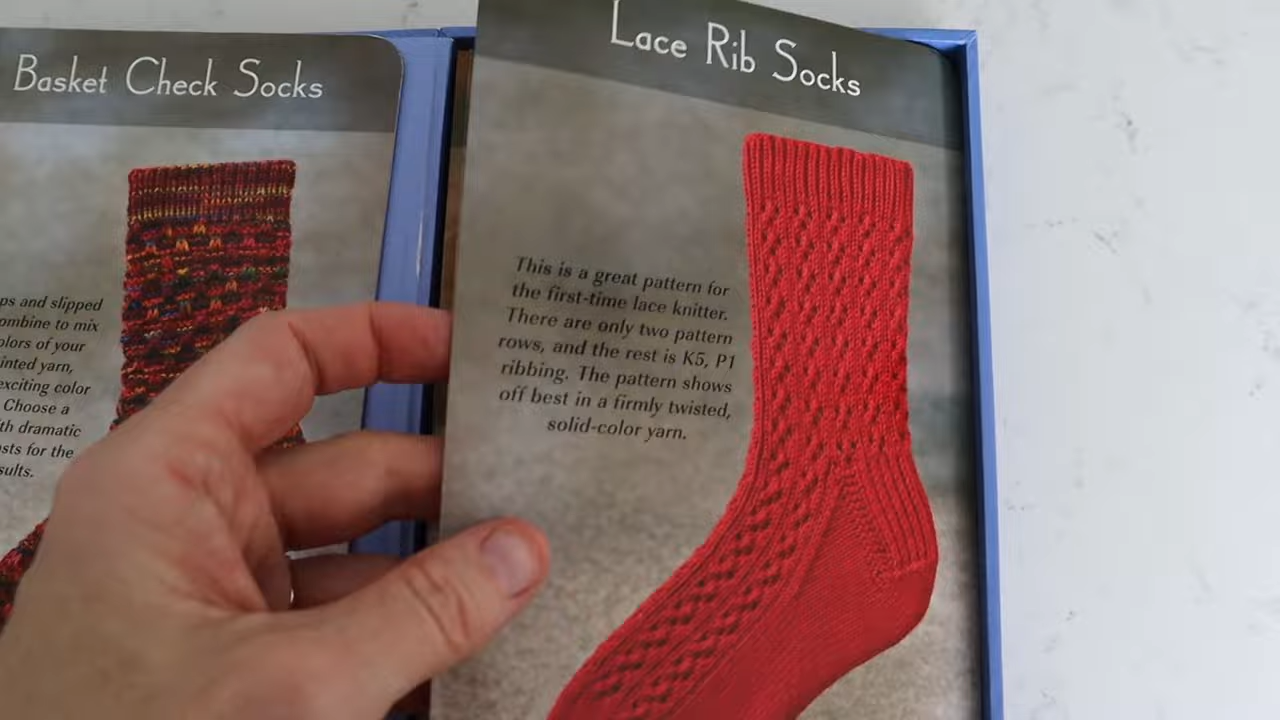 Basket Check Socks
ps and slipped
ombine to mix
olors of your
inted yarn,
exciting color
Choose a
th dramatic
sts for the
sults.
Lace Rib Socks
This is a great pattern for
the first-time lace knitter.
There are only two pattern
rows, and the rest is K5, P1
ribbing. The pattern shows
off best in a firmly twisted,
solid-color yarn.